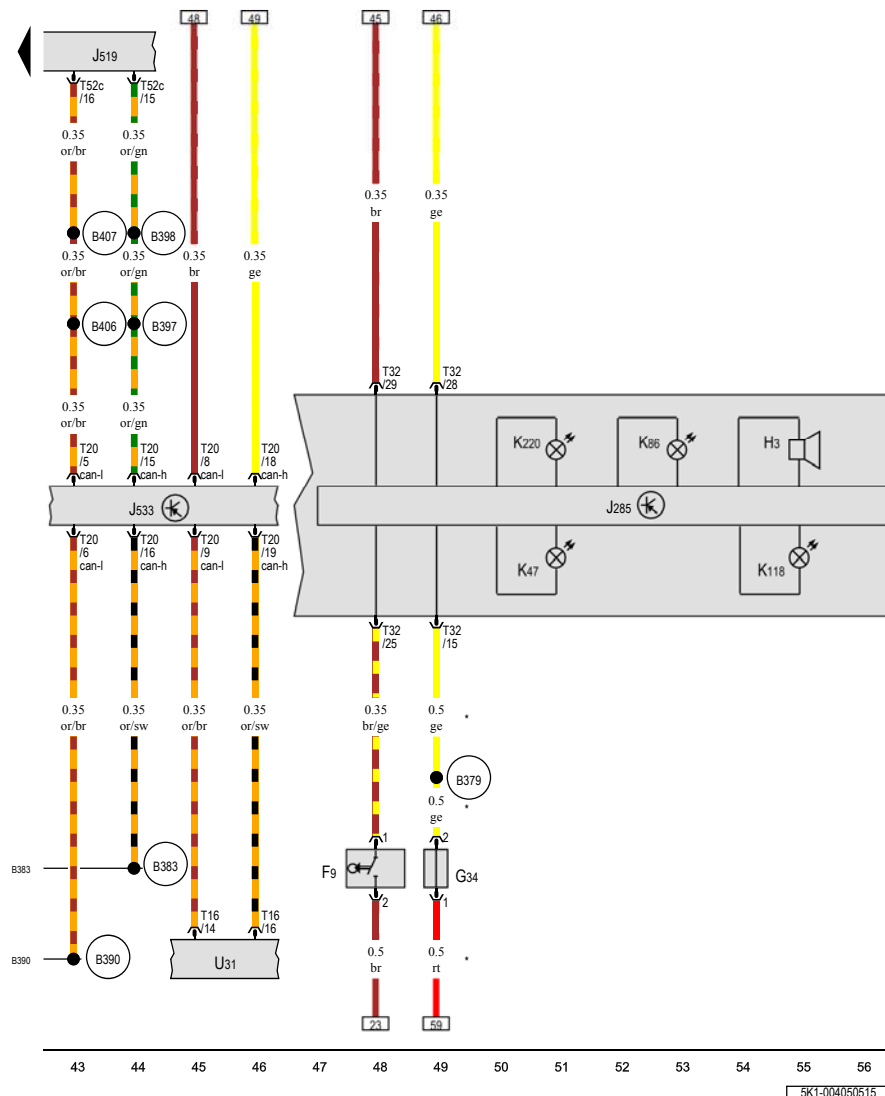 48
49
45
46
J519
T52c
/16
T52c
/15
0.35
or/br
0.35
or/gn
0.35
br
0.35
ge
B407
B398
0.35
or/br
0.35
or/gn
0.35
br
0.35
ge
B406
B397
T32
/29
T32
/28
0.35
or/br
0.35
or/gn
K220
K86
H3
T20
/5
can-l
T20
/15
can-h
T20
/8
can-l
T20
/18
can-h
J533
J285
T20
/6
can-l
T20
/16
can-h
T20
/9
can-l
T20
/19
can-h
K47
K118
T32
/25
T32
/15
0.35
or/br
0.35
or/sw
0.35
or/br
0.35
or/sw
0.35
br/ge
0.5
ge
*
B379
0.5
ge
*
1
2
B383
B383
F9
G34
2
1
T16
/14
T16
/16
B390
B390
U31
0.5
br
0.5
rt
*
23
59
43 44 45 46 47 48 49 50 51 52 53 54 55 56
5K1-004050515